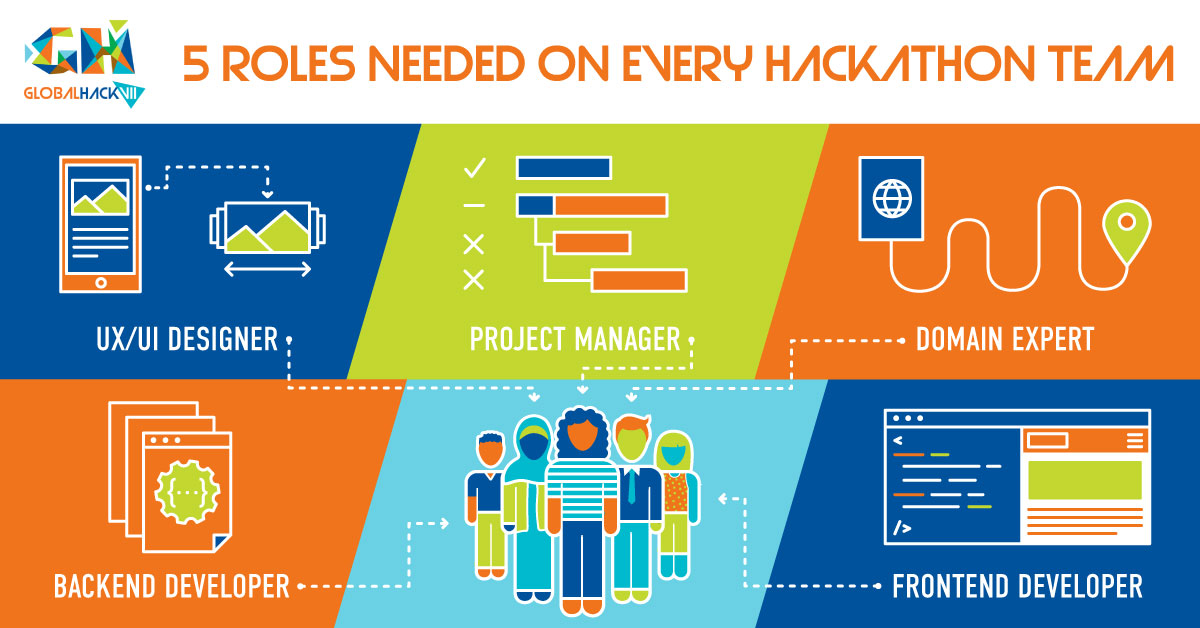 GH
GLOBALHACK VII
5 ROLES NEEDED ON EVERY HACKATHON TEAM
UX/UI DESIGNER
PROJECT MANAGER
DOMAIN EXPERT
{...}
<
/>
BACKEND DEVELOPER
FRONTEND DEVELOPER